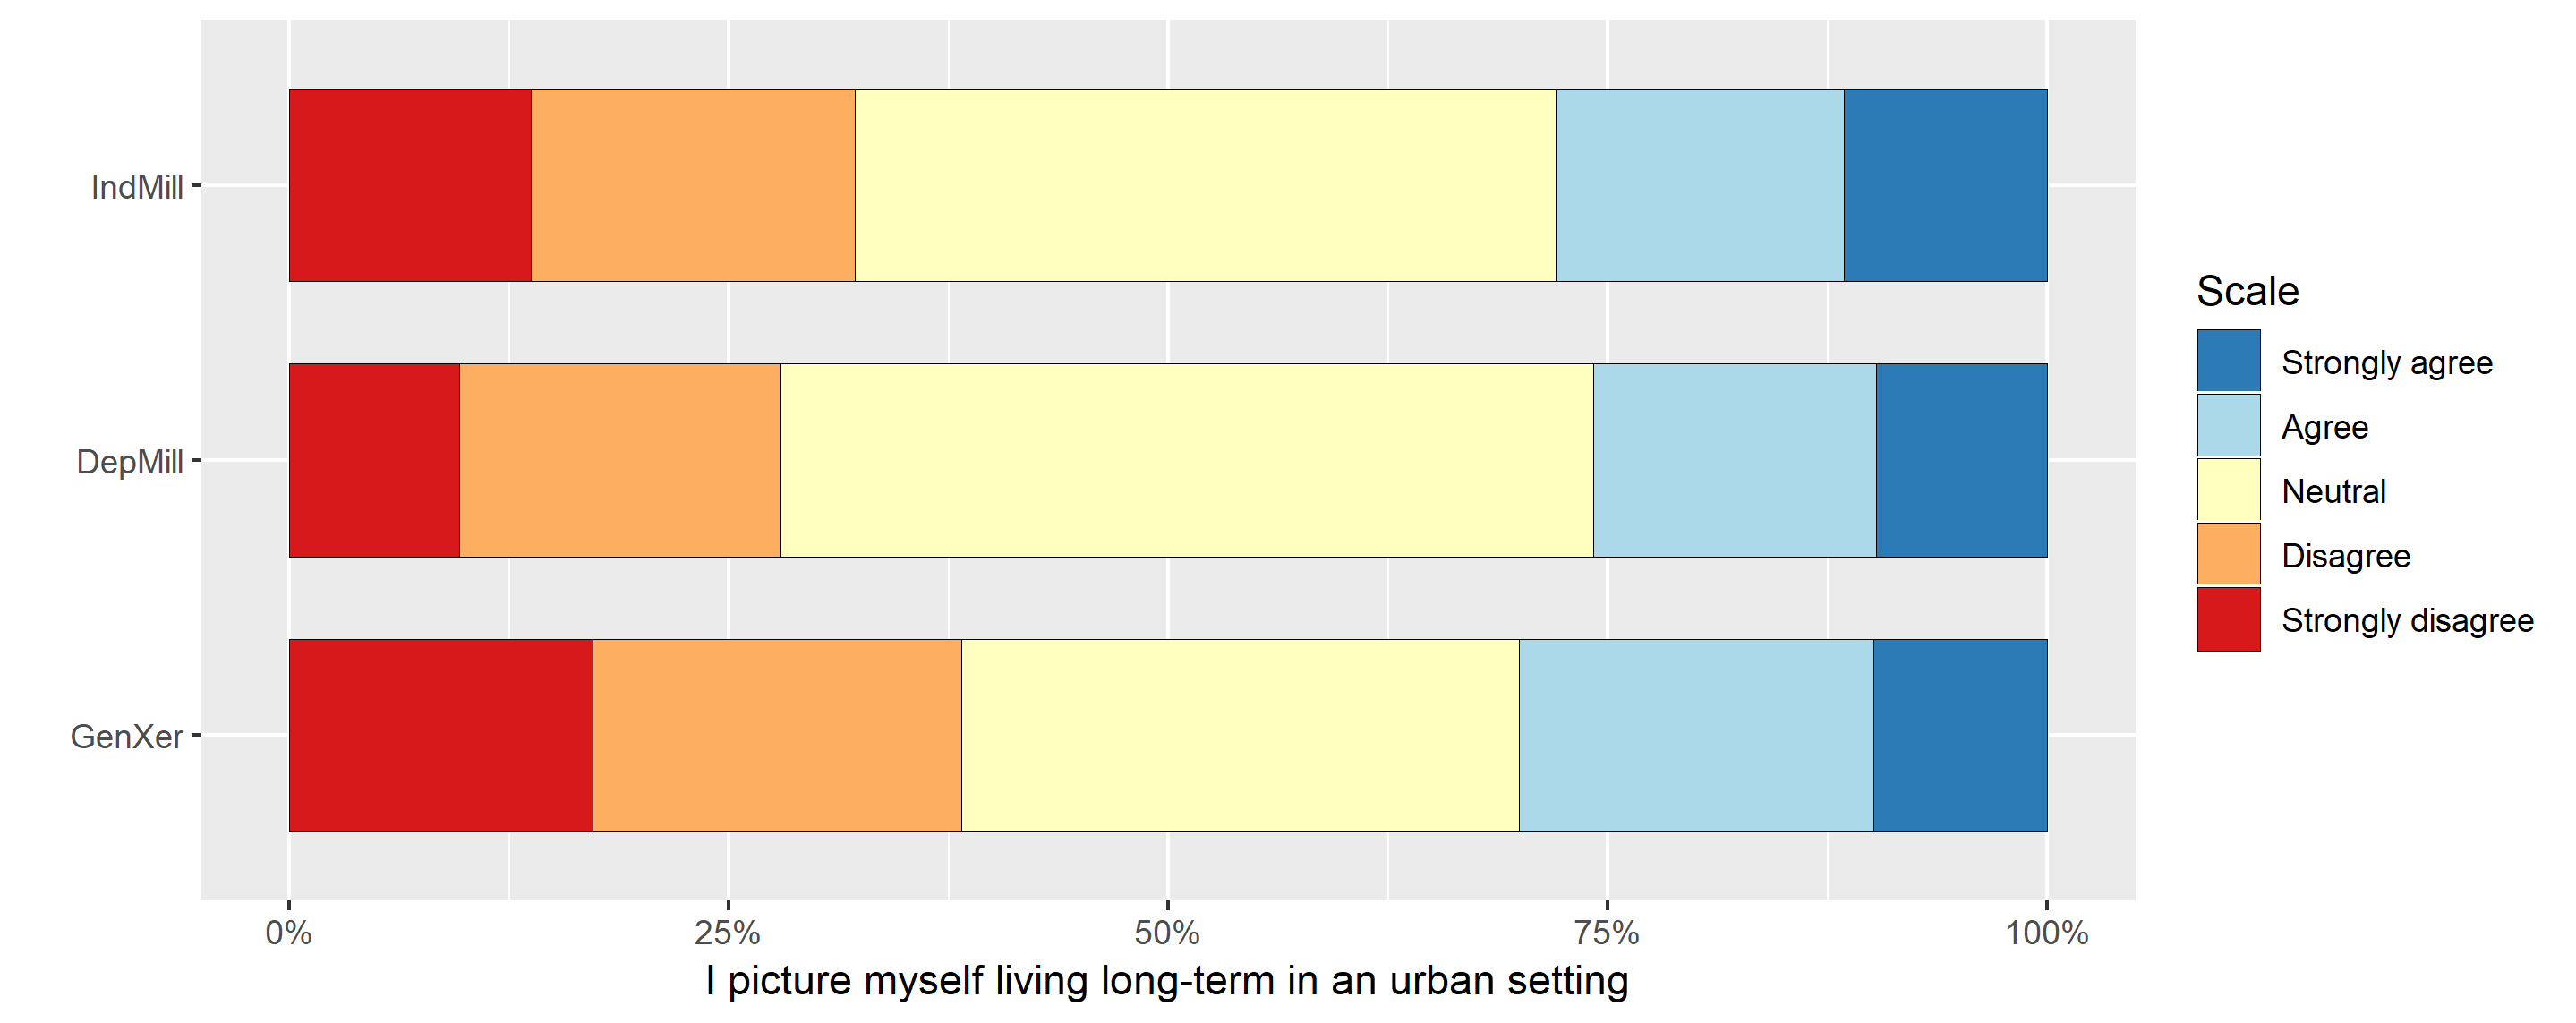 IndMill
DepMill
GenXer
0% 25% 50% 75% 100%
I picture myself living long-term in an urban setting
Scale
Strongly agree
Agree
Neutral
Disagree
Strongly disagree